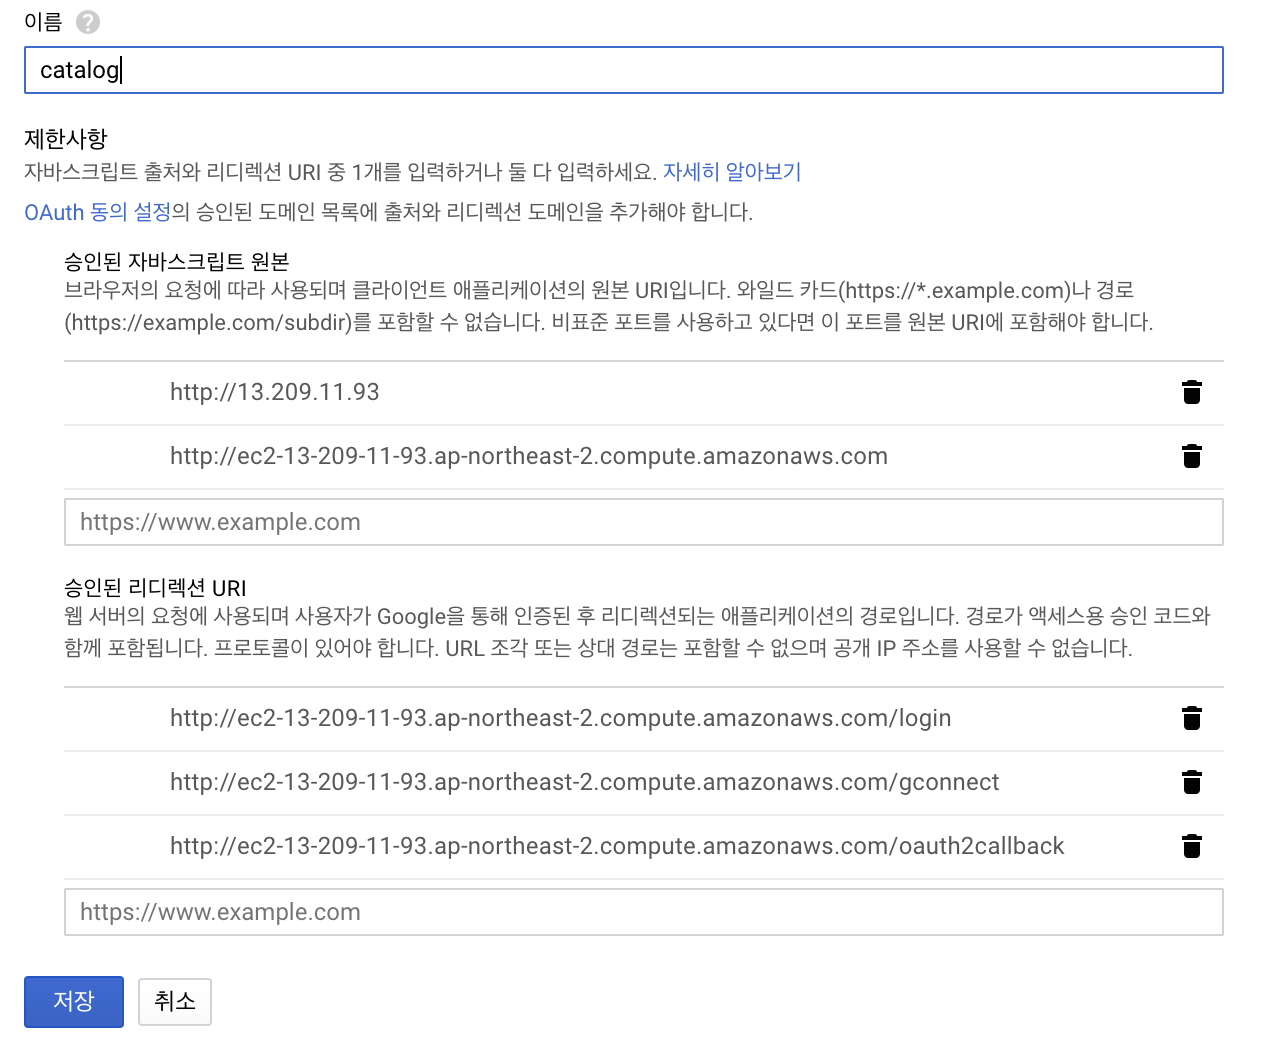 이름 ?
catalog
제한사항
자바스크립트 출처와 리디렉션 URI 중 1개를 입력하거나 둘 다 입력하세요. 자세히 알아보기
OAuth 동의 설정의 승인된 도메인 목록에 출처와 리디렉션 도메인을 추가해야 합니다.
승인된 자바스크립트 원본
브라우저의 요청에 따라 사용되며 클라이언트 애플리케이션의 원본 URI입니다. 와일드 카드(https://*.example.com)나 경로
(https://example.com/subdir)를 포함할 수 없습니다. 비표준 포트를 사용하고 있다면 이 포트를 원본 URI에 포함해야 합니다.
http://13.209.11.93
http://ec2-13-209-11-93.ap-northeast-2.compute.amazonaws.com
https://www.example.com
승인된 리디렉션 URI
웹 서버의 요청에 사용되며 사용자가 Google을 통해 인증된 후 리디렉션되는 애플리케이션의 경로입니다. 경로가 액세스용 승인 코드와
함께 포함됩니다. 프로토콜이 있어야 합니다. URL 조각 또는 상대 경로는 포함할 수 없으며 공개 IP 주소를 사용할 수 없습니다.
http://ec2-13-209-11-93.ap-northeast-2.compute.amazonaws.com/login
http://ec2-13-209-11-93.ap-northeast-2.compute.amazonaws.com/gconnect
http://ec2-13-209-11-93.ap-northeast-2.compute.amazonaws.com/oauth2callback
https://www.example.com
저장 취소